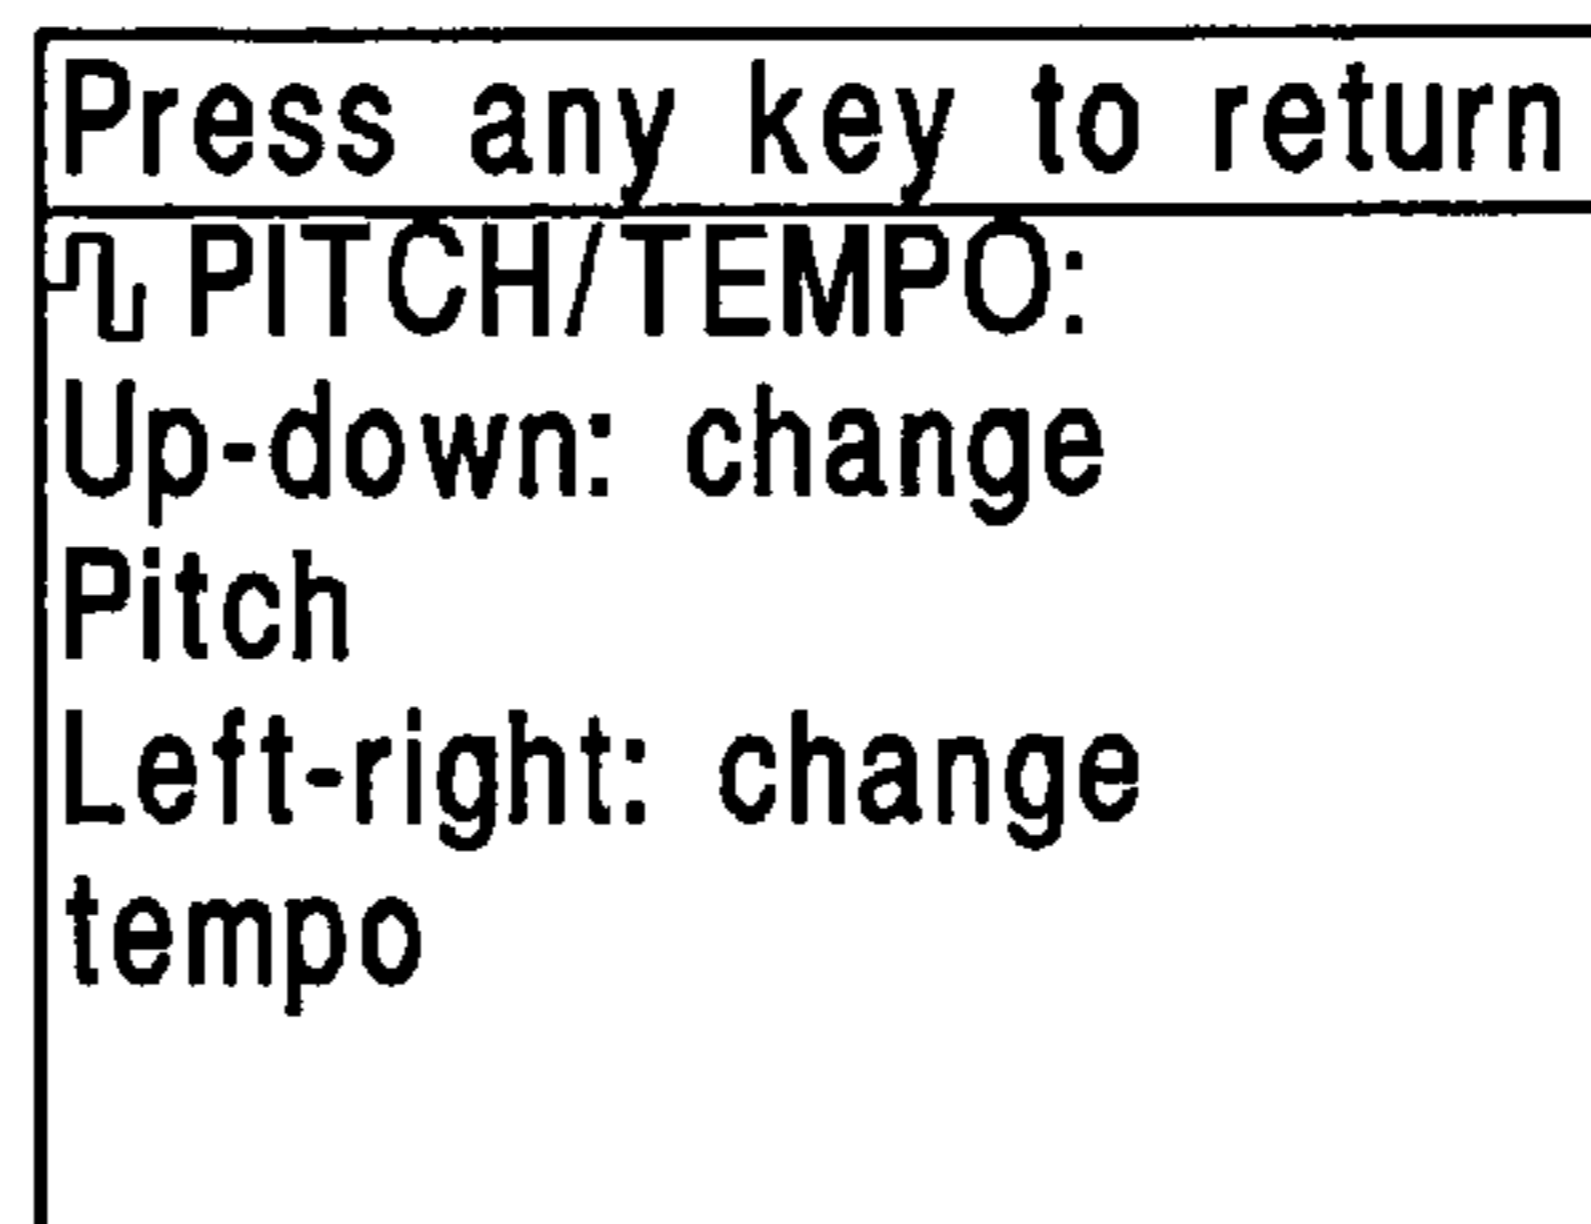 Press any key to return
PITCH/TEMPO:
Up-down: change
Pitch
Left-right: change
tempo